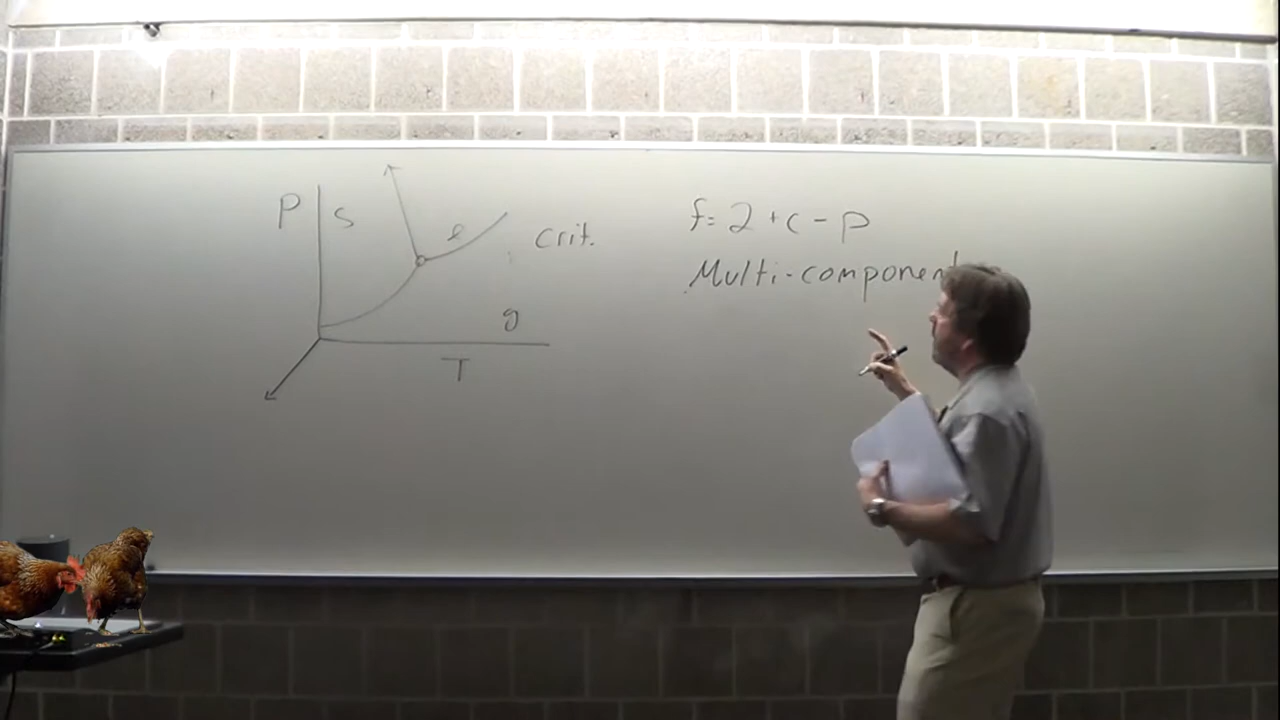 P
S
l
Crit.
g
T
f= 2 + c - p
Multi-component